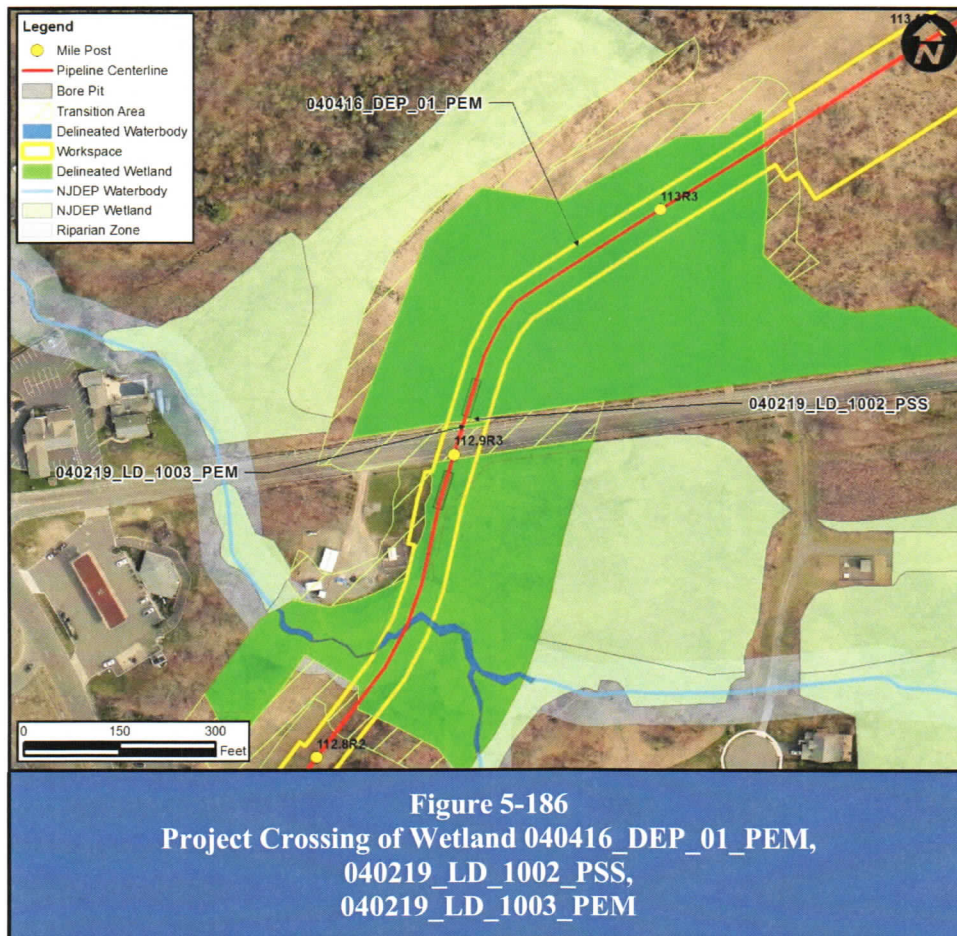 Legend
Mile Post
Pipeline Centerline
Bore Pit
Transition Area
Delineated Waterbody
Workspace
Delineated Wetland
NJDEP Waterbody
NJDEP Wetland
Riparian Zone
N
040416_DEP_01_PEM
113R3
040219_LD_1002_PSS
112.9R3
040219_LD_1003_PEM
0 150 300
Feet
112.8R2
Figure 5-186
Project Crossing of Wetland 040416_DEP_01_PEM,
040219_LD_1002_PSS,
040219_LD_1003_PEM